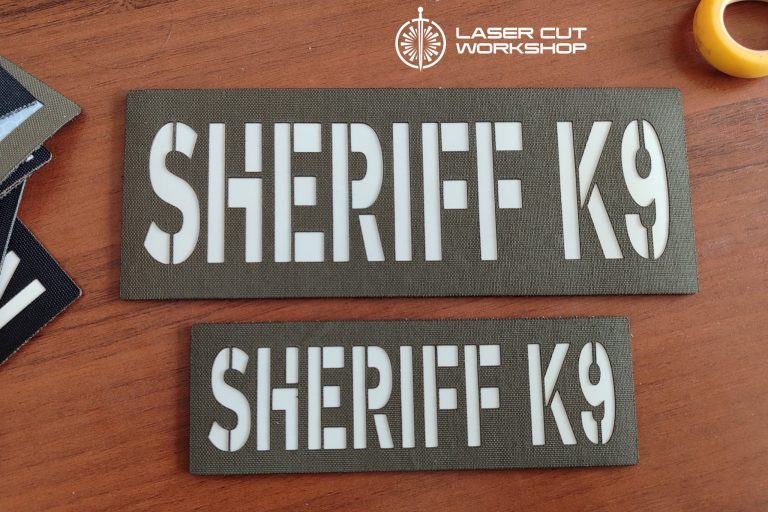 LASER CUT
WORKSHOP
SHERIFF K9
SHERIFF K9